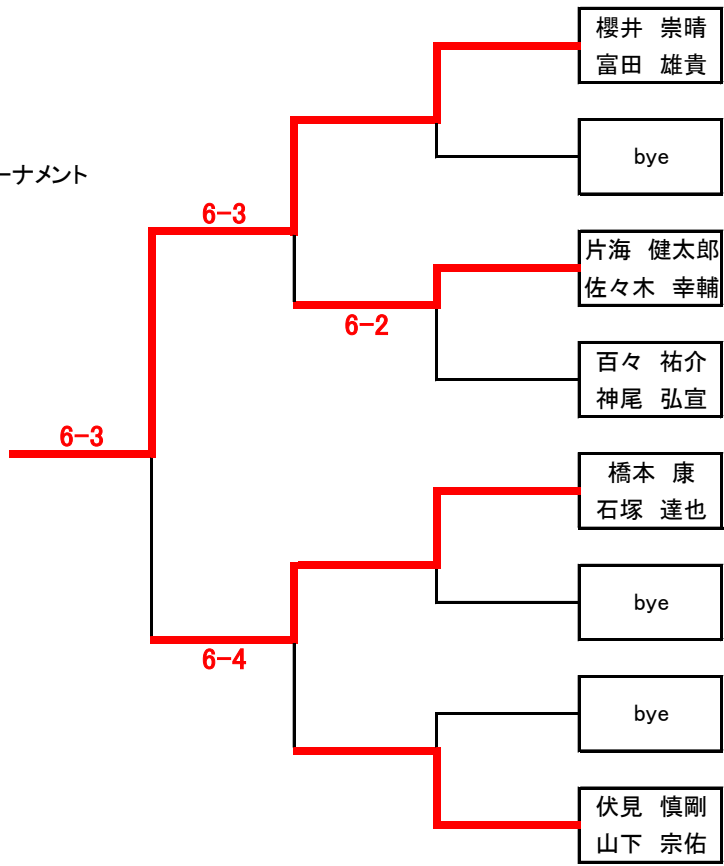 櫻井　崇晴
富田　雄貴
bye
ーナメント
6-3
片海　健太郎
佐々木　幸輔
6-2
百々　祐介
神尾　弘宣
6-3
橋本　康
石塚　達也
bye
6-4
bye
伏見　慎剛
山下　宗佑